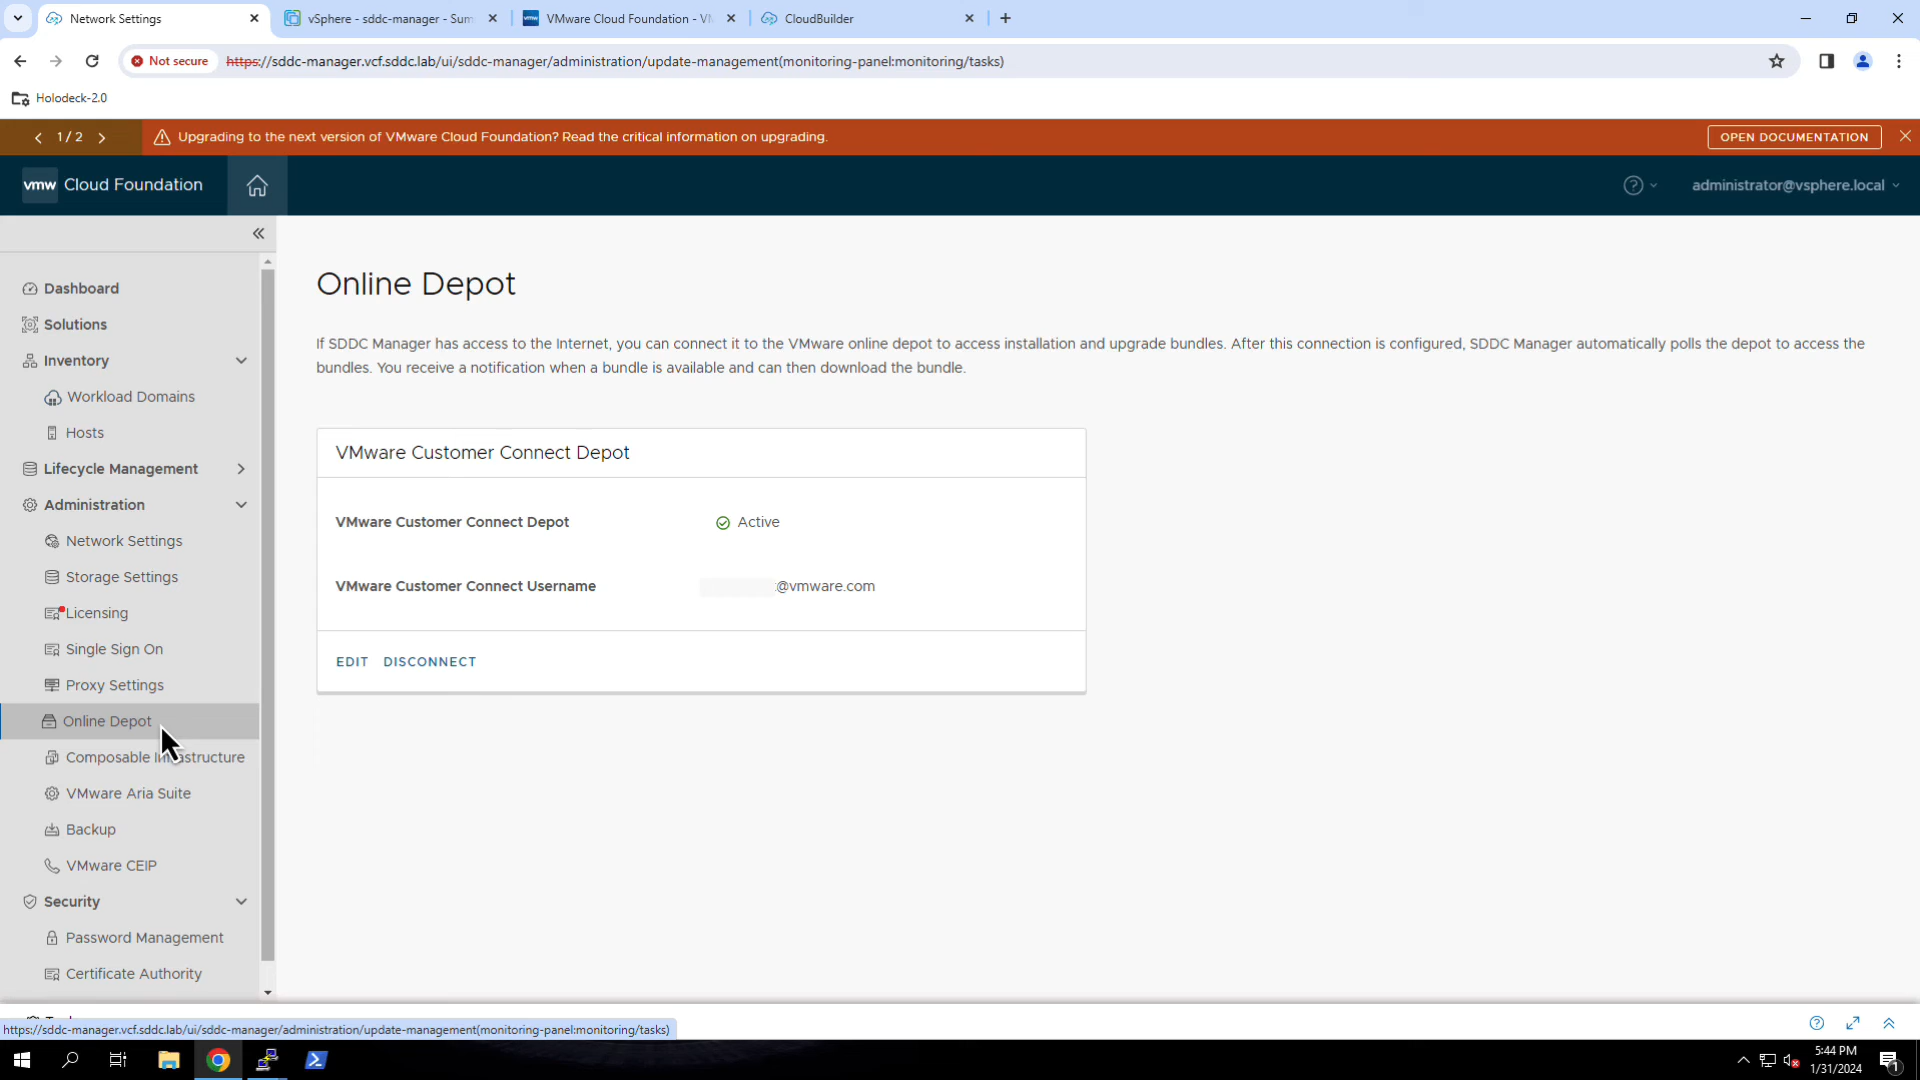 Network Settings
vSphere - sddc-manager - Sum
VMware Cloud Foundation - VM
CloudBuilder
Not secure
https://sddc-manager.vcf.sddc.lab/ui/sddc-manager/administration/update-management(monitoring-panel:monitoring/tasks)
Holodeck-2.0
1 / 2
Upgrading to the next version of VMware Cloud Foundation? Read the critical information on upgrading.
OPEN DOCUMENTATION
vmw Cloud Foundation
administrator@vsphere.local
Dashboard
Solutions
Inventory
Workload Domains
Hosts
Lifecycle Management
Administration
Network Settings
Storage Settings
Licensing
Single Sign On
Proxy Settings
Online Depot
Composable Infrastructure
VMware Aria Suite
Backup
VMware CEIP
Security
Password Management
Certificate Authority
Online Depot
If SDDC Manager has access to the Internet, you can connect it to the VMware online depot to access installation and upgrade bundles. After this connection is configured, SDDC Manager automatically polls the depot to access the
bundles. You receive a notification when a bundle is available and can then download the bundle.
VMware Customer Connect Depot
VMware Customer Connect Depot Active
VMware Customer Connect Username @vmware.com
EDIT DISCONNECT
https://sddc-manager.vcf.sddc.lab/ui/sddc-manager/administration/update-management(monitoring-panel:monitoring/tasks)
5:44 PM
1/31/2024
1